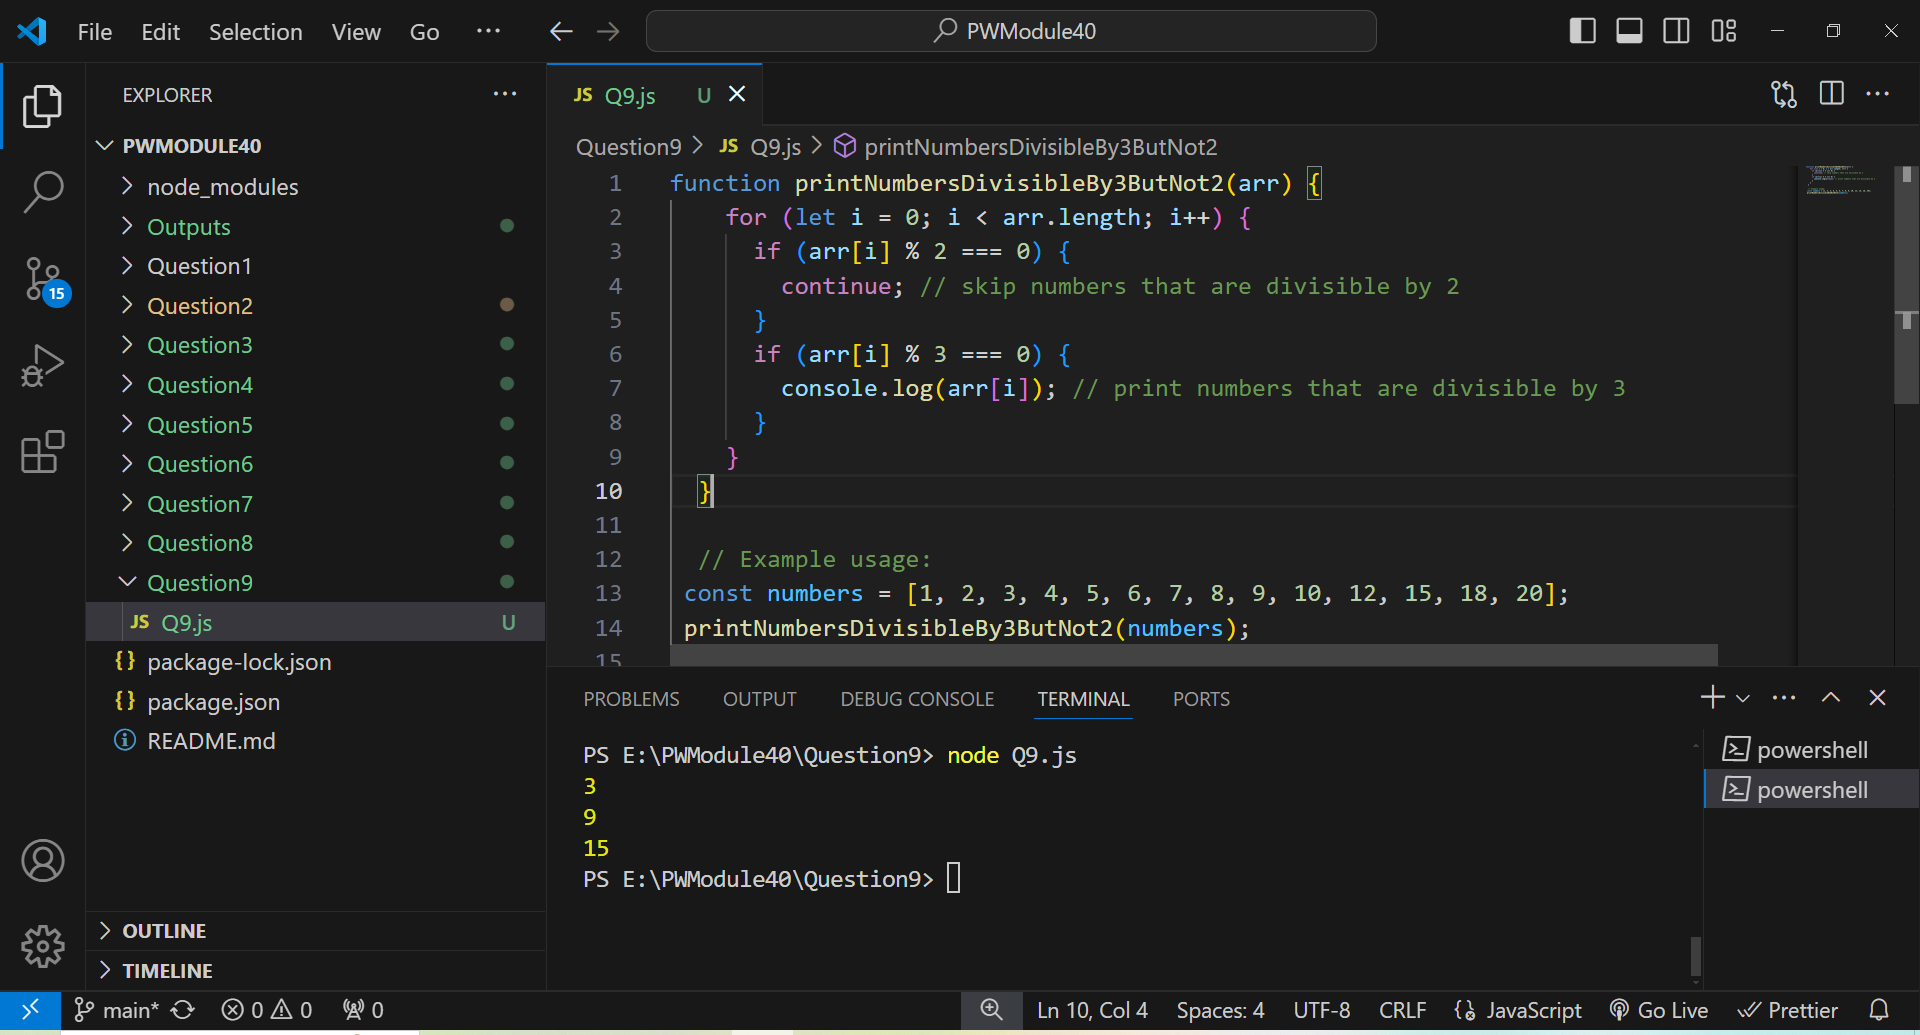 File Edit Selection View Go ··· PWModule40
EXPLORER ···
PWMODULE40
node_modules
Outputs
Question1
Question2
Question3
Question4
Question5
Question6
Question7
Question8
Question9
JS Q9.js U
{} package-lock.json
{} package.json
README.md
OUTLINE
TIMELINE
15
JS Q9.js U
Question9 > JS Q9.js > printNumbersDivisibleBy3ButNot2
1 function printNumbersDivisibleBy3ButNot2(arr) {
2 for (let i = 0; i < arr.length; i++) {
3 if (arr[i] % 2 === 0) {
4 continue; // skip numbers that are divisible by 2
5 }
6 if (arr[i] % 3 === 0) {
7 console.log(arr[i]); // print numbers that are divisible by 3
8 }
9 }
10 }
11
12 // Example usage:
13 const numbers = [1, 2, 3, 4, 5, 6, 7, 8, 9, 10, 12, 15, 18, 20];
14 printNumbersDivisibleBy3ButNot2(numbers);
15
PROBLEMS OUTPUT DEBUG CONSOLE TERMINAL PORTS
PS E:\PWModule40\Question9> node Q9.js
3
9
15
PS E:\PWModule40\Question9>
powershell
powershell
main* 0 0 0 Ln 10, Col 4 Spaces: 4 UTF-8 CRLF {} JavaScript Go Live Prettier